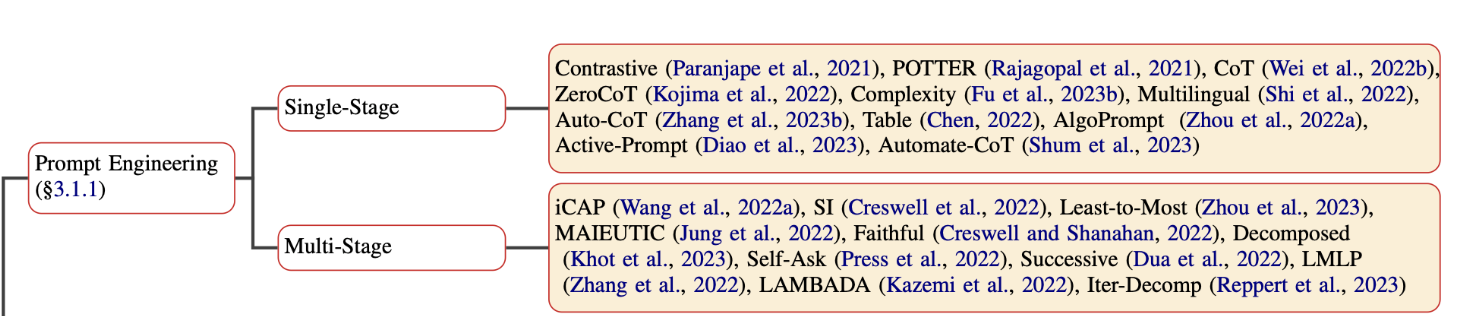 Prompt Engineering
(§3.1.1)
Single-Stage
Contrastive (Paranjape et al., 2021), POTTER (Rajagopal et al., 2021), CoT (Wei et al., 2022b),
ZeroCoT (Kojima et al., 2022), Complexity (Fu et al., 2023b), Multilingual (Shi et al., 2022),
Auto-CoT (Zhang et al., 2023b), Table (Chen, 2022), AlgoPrompt (Zhou et al., 2022a),
Active-Prompt (Diao et al., 2023), Automate-CoT (Shum et al., 2023)
Multi-Stage
iCAP (Wang et al., 2022a), SI (Creswell et al., 2022), Least-to-Most (Zhou et al., 2023),
MAIEUTIC (Jung et al., 2022), Faithful (Creswell and Shanahan, 2022), Decomposed
(Khot et al., 2023), Self-Ask (Press et al., 2022), Successive (Dua et al., 2022), LMLP
(Zhang et al., 2022), LAMBADA (Kazemi et al., 2022), Iter-Decomp (Reppert et al., 2023)